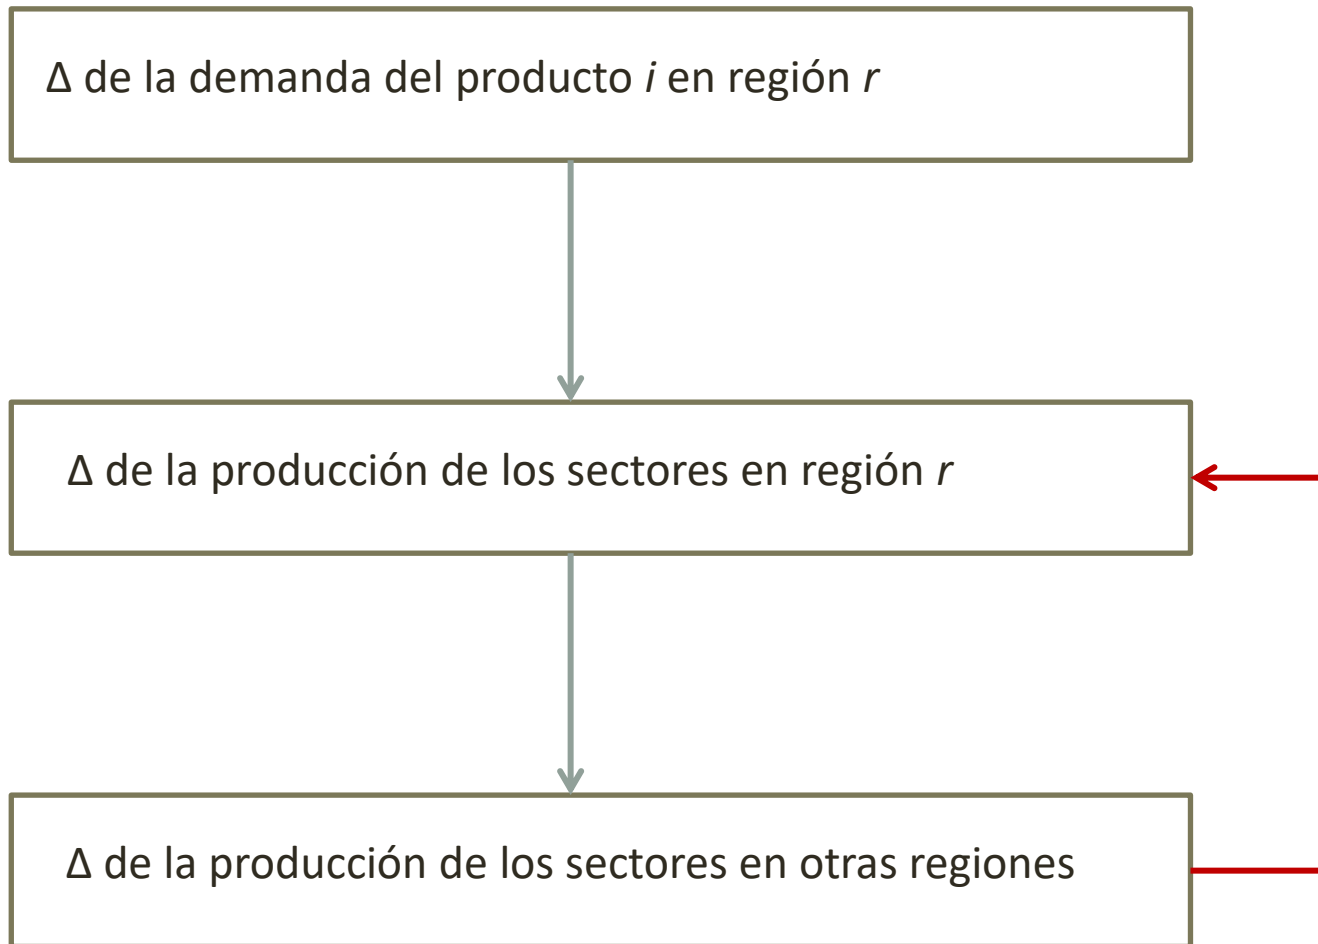 Δ de la demanda del producto i en región r
Δ de la producción de los sectores en región r
Δ de la producción de los sectores en otras regiones